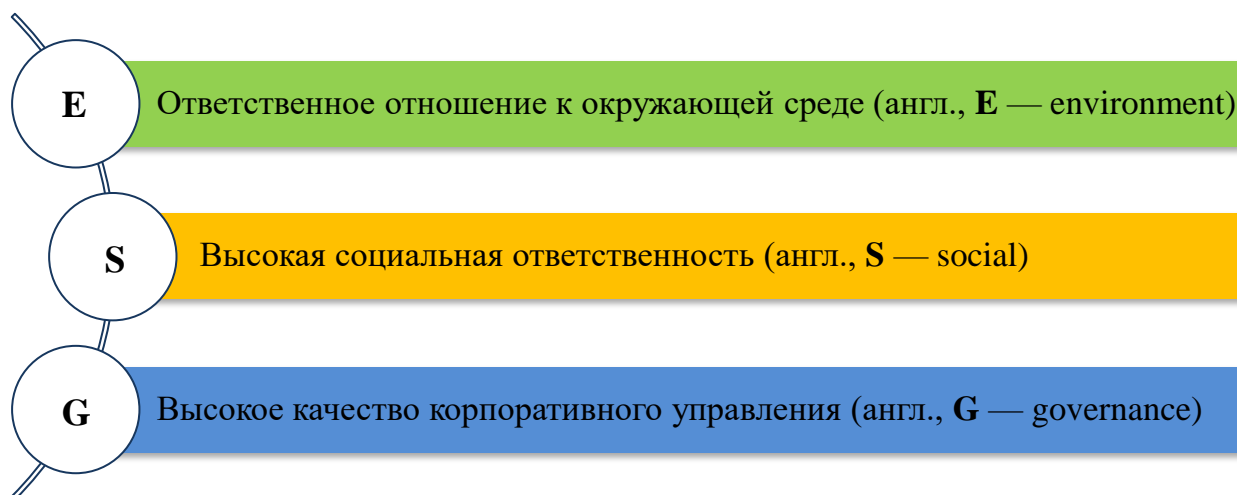 E
Ответственное отношение к окружающей среде (англ., E — environment)
S
Высокая социальная ответственность (англ., S — social)
G
Высокое качество корпоративного управления (англ., G — governance)